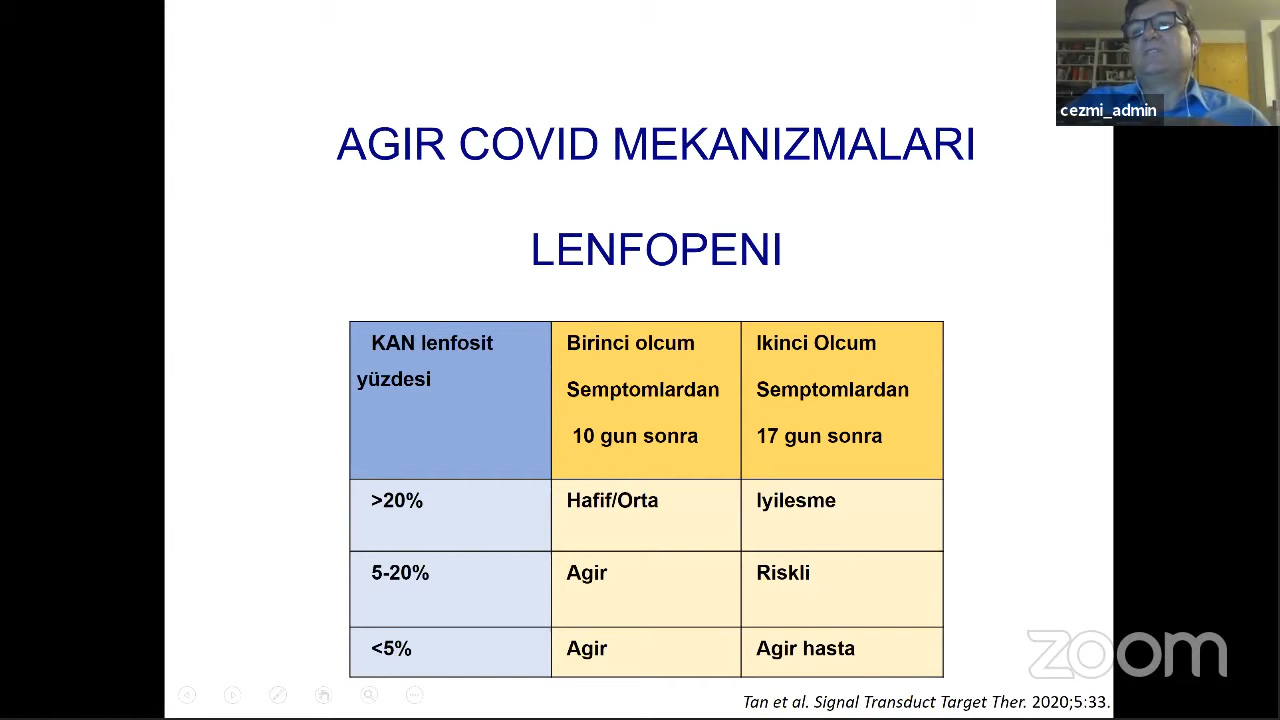 cezmi_admin
AGIR COVID MEKANIZMALARI
LENFOPENI
KAN lenfosit
yüzdesi
Birinci olcum
Semptomlardan
10 gun sonra
Ikinci Olcum
Semptomlardan
17 gun sonra
>20%
Hafif/Orta
Iyilesme
5-20%
Agir
Riskli
<5%
Agir
Agir hasta
zoom
Tan et al. Signal Transduct Target Ther. 2020;5:33.